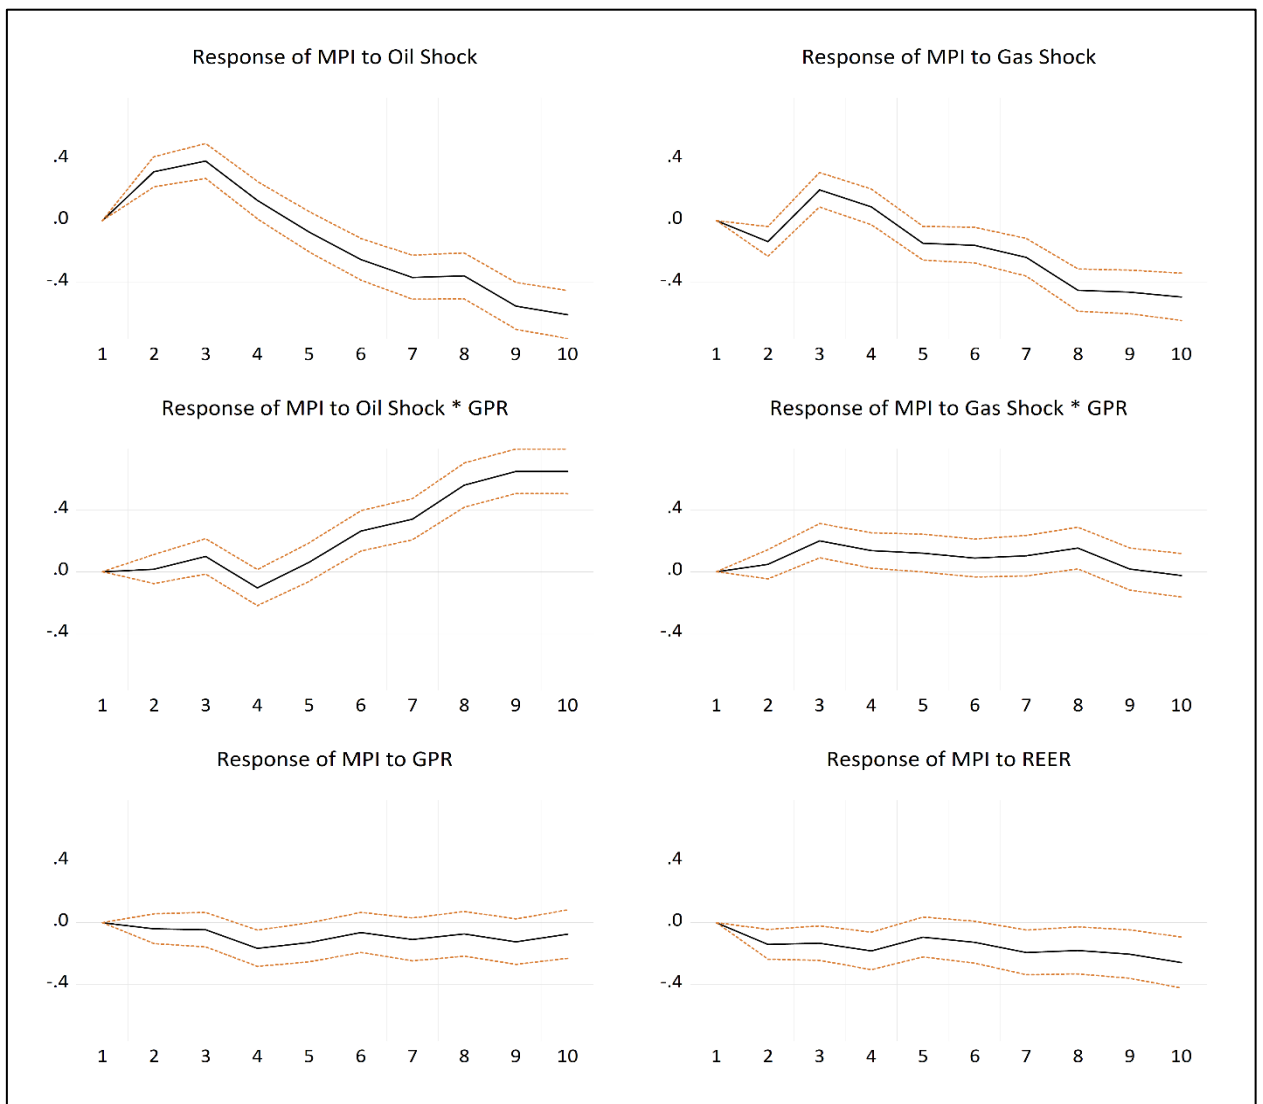 Response of MPI to Oil Shock
.4
.0
-.4
1 2 3 4 5 6 7 8 9 10
Response of MPI to Gas Shock
.4
.0
-.4
1 2 3 4 5 6 7 8 9 10
Response of MPI to Oil Shock * GPR
.4
.0
-.4
1 2 3 4 5 6 7 8 9 10
Response of MPI to Gas Shock * GPR
.4
.0
-.4
1 2 3 4 5 6 7 8 9 10
Response of MPI to GPR
.4
.0
-.4
1 2 3 4 5 6 7 8 9 10
Response of MPI to REER
.4
.0
-.4
1 2 3 4 5 6 7 8 9 10